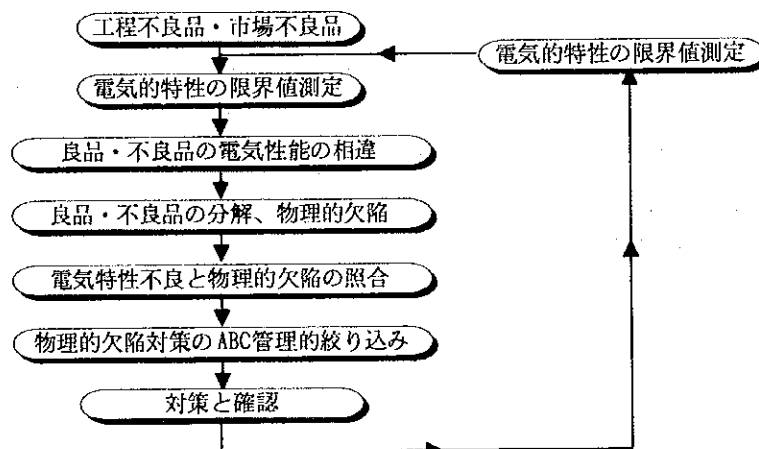 工程不良品・市場不良品
電気的特性の限界値測定
電気的特性の限界値測定
良品・不良品の電気性能の相違
良品・不良品の分解、物理的欠陥
電気特性不良と物理的欠陥の照合
物理的欠陥対策のABC管理的絞り込み
対策と確認